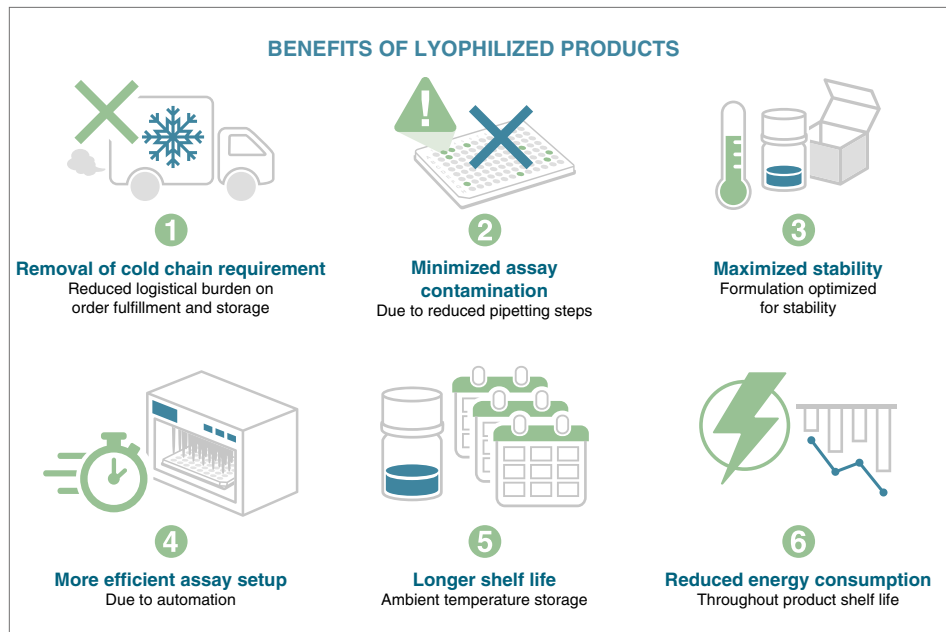 BENEFITS OF LYOPHILIZED PRODUCTS
1
Removal of cold chain requirement
Reduced logistical burden on
order fulfillment and storage
2
Minimized assay
contamination
Due to reduced pipetting steps
3
Maximized stability
Formulation optimized
for stability
4
More efficient assay setup
Due to automation
5
Longer shelf life
Ambient temperature storage
6
Reduced energy consumption
Throughout product shelf life